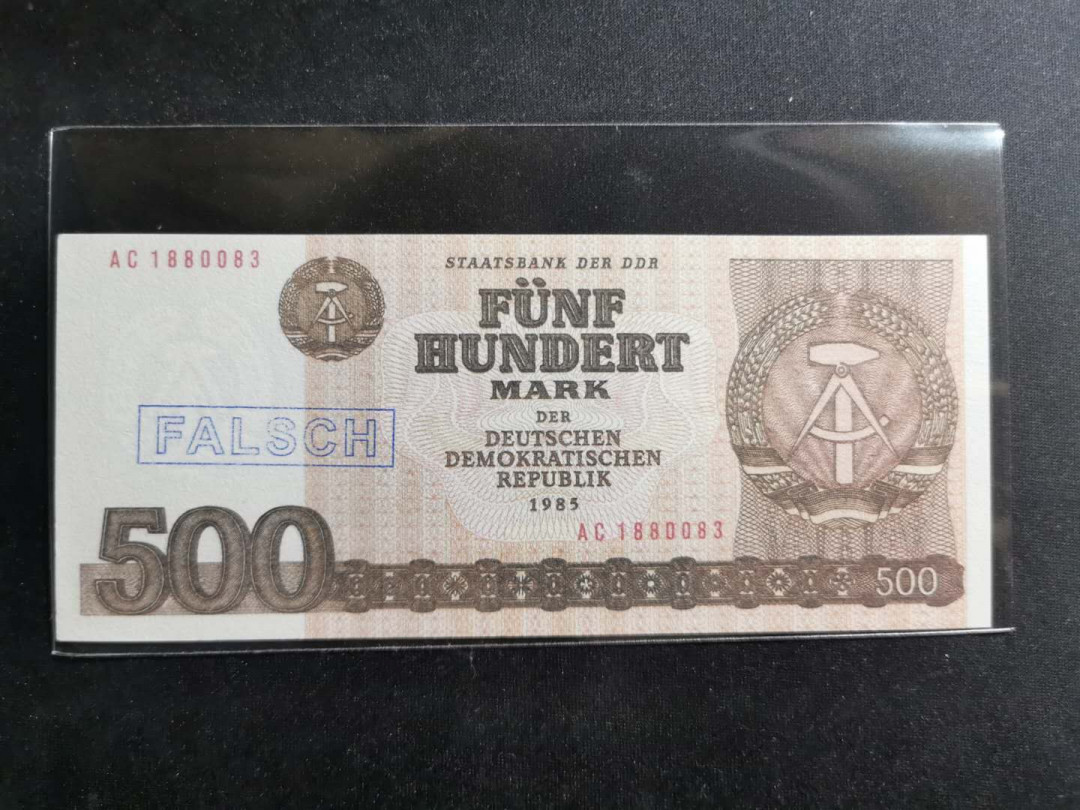 AC 1880083
STAATSBANK DER DDR
FÜNF
HUNDERT
MARK
DER
DEUTSCHEN
DEMOKRATISCHEN
REPUBLIK
1985
AC 1880083
FALSCH
500
500